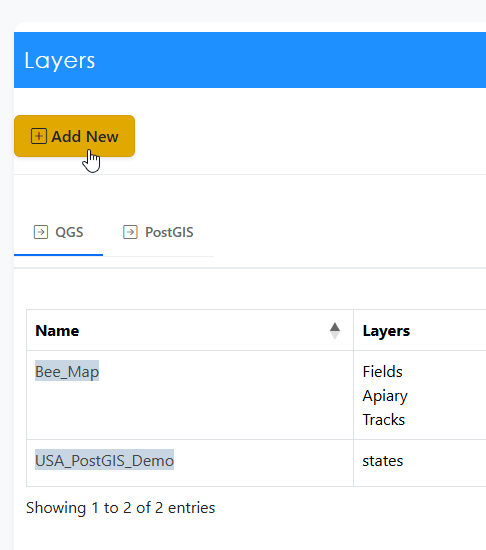 Layers
Add New
QGS
PostGIS
Name
Layers
Bee_Map
Fields
Apiary
Tracks
USA_PostGIS_Demo
states
Showing 1 to 2 of 2 entries